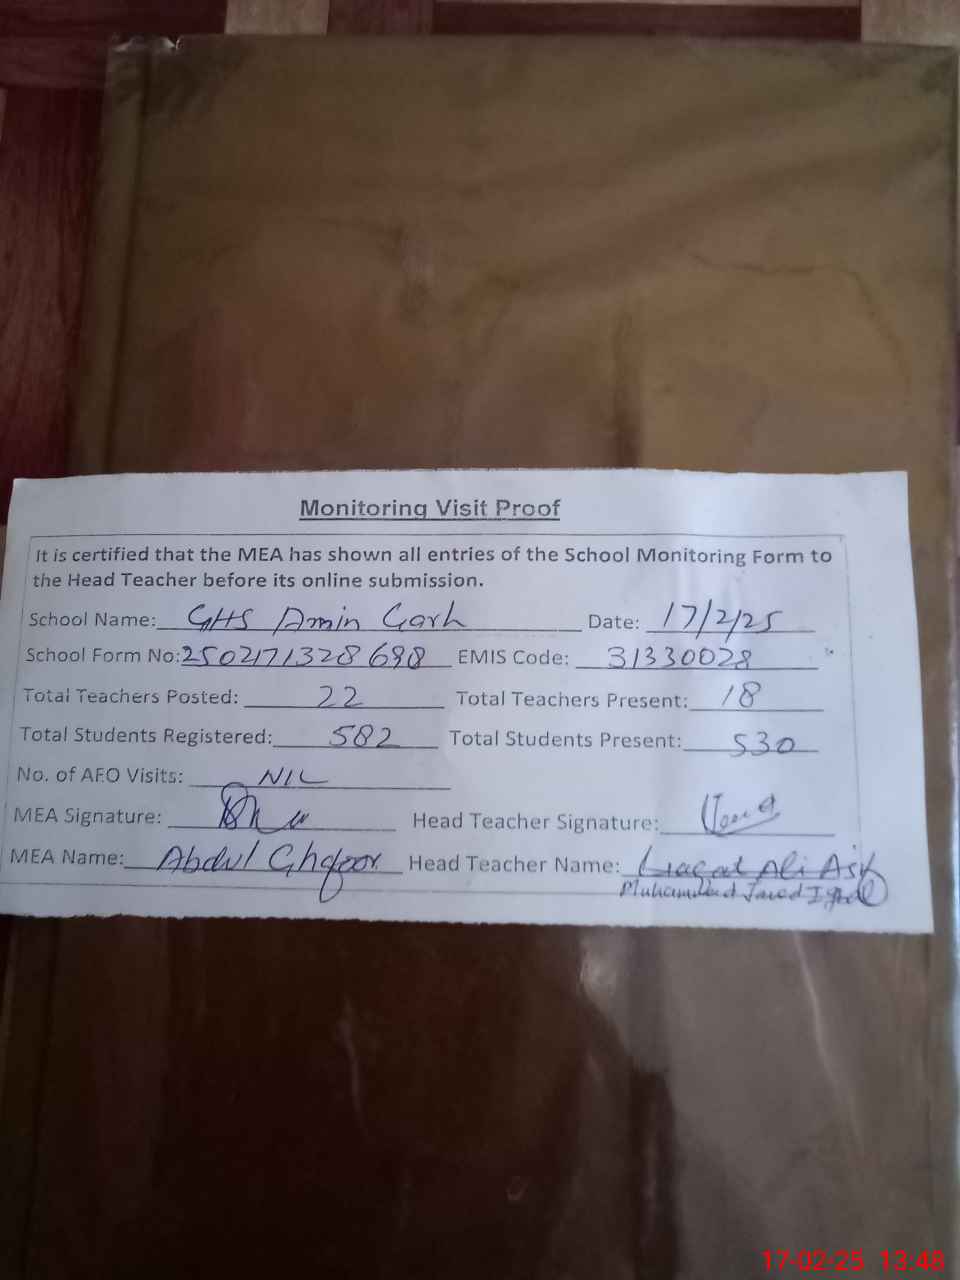 Monitoring Visit Proof
It is certified that the MEA has shown all entries of the School Monitoring Form to
the Head Teacher before its online submission.
School Name: GHS Amin Garh Date: 17/2/25
School Form No: 2502171328698 EMIS Code: 31330028
Total Teachers Posted: 22 Total Teachers Present: 18
Total Students Registered: 582 Total Students Present: 530
No. of AEO Visits: NIL
MEA Signature: Head Teacher Signature:
MEA Name: Abdul Ghafoor Head Teacher Name: Liaqat Ali
Muhammad Javed Iqbal
17-02-25 13:48